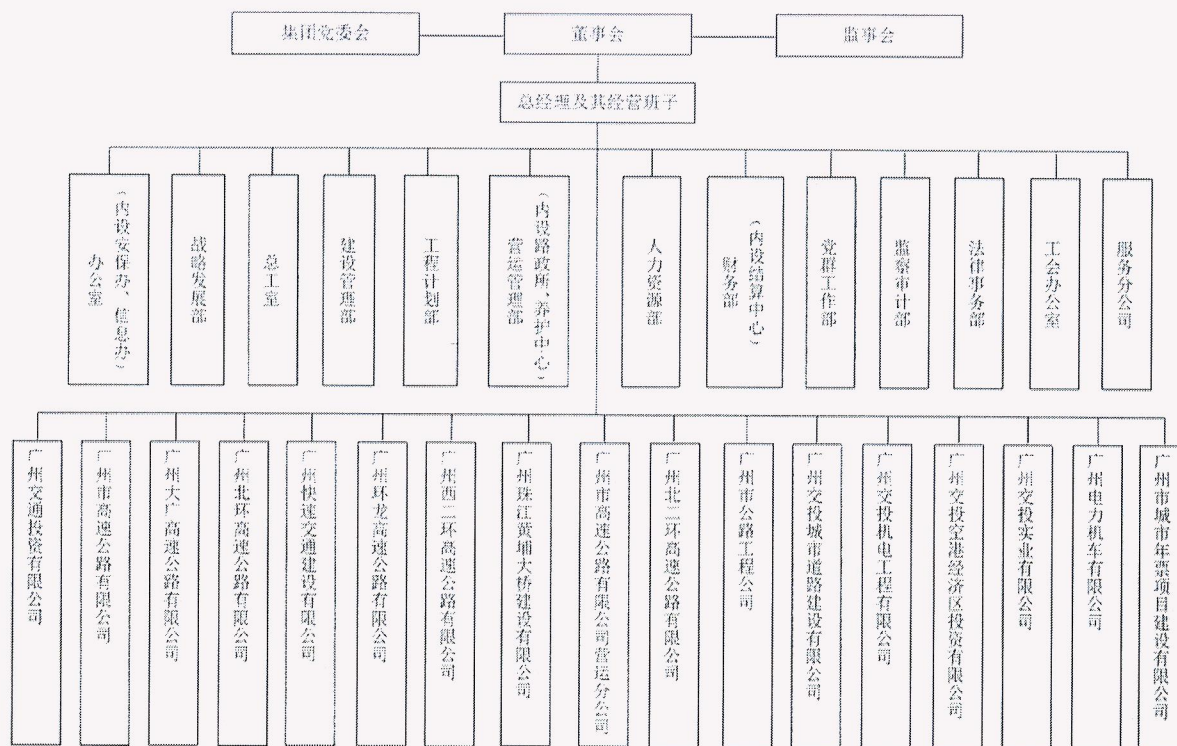 集团党委会
董事会
监事会
总经理及其经营班子
办公室
（内设安保办、信息办）
战略发展部
总工室
建设管理部
工程计划部
营运管理部
（内设路政所、养护中心）
人力资源部
财务部
（内设结算中心）
党群工作部
监察审计部
法律事务部
工会办公室
服务分公司
广州交通投资有限公司
广州市高速公路有限公司
广州大广高速公路有限公司
广州北环高速公路有限公司
广州快速交通建设有限公司
广州环龙高速公路有限公司
广州西二环高速公路有限公司
广州珠江黄埔大桥建设有限公司
广州市高速公路有限公司营运分公司
广州北二环高速公路有限公司
广州市公路工程公司
广州交投城市道路建设有限公司
广州交投机电工程有限公司
广州交投空港经济区投资有限公司
广州交投实业有限公司
广州电力机车有限公司
广州市城市年票项目建设有限公司